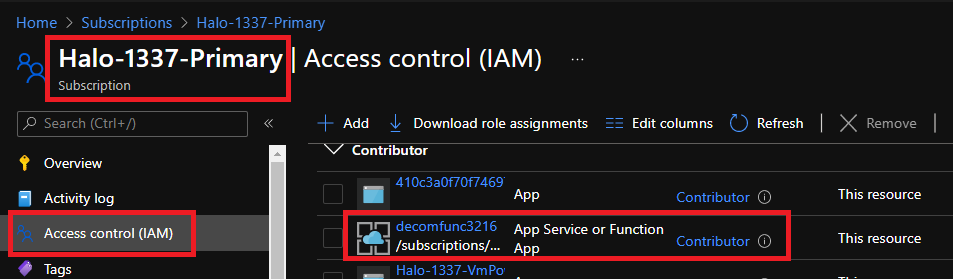 Home > Subscriptions > Halo-1337-Primary
Halo-1337-Primary | Access control (IAM) ...
Subscription
Search (Ctrl+/) «
+ Add Download role assignments Edit columns Refresh | Remove |
Overview
Activity log
Access control (IAM)
Tags
Contributor
410c3a0f70f7469
App Contributor This resource
decomfunc3216
/subscriptions/...
App Service or Function
App
Contributor This resource
Halo-1337-VmPow